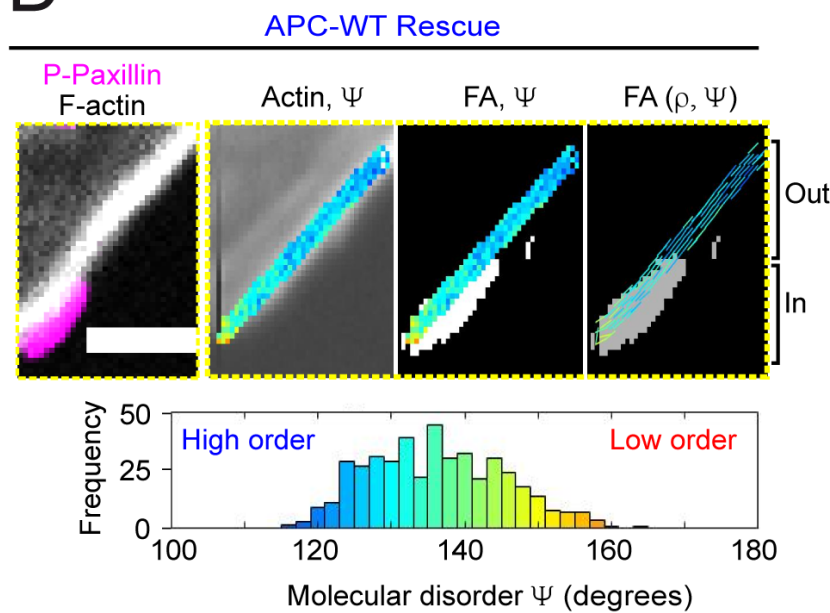 D
APC-WT Rescue
P-Paxillin
F-actin
Actin, Ψ
FA, Ψ
FA (ρ, Ψ)
Out
In
Frequency
50
25
0
High order
Low order
100 120 140 160 180
Molecular disorder Ψ (degrees)